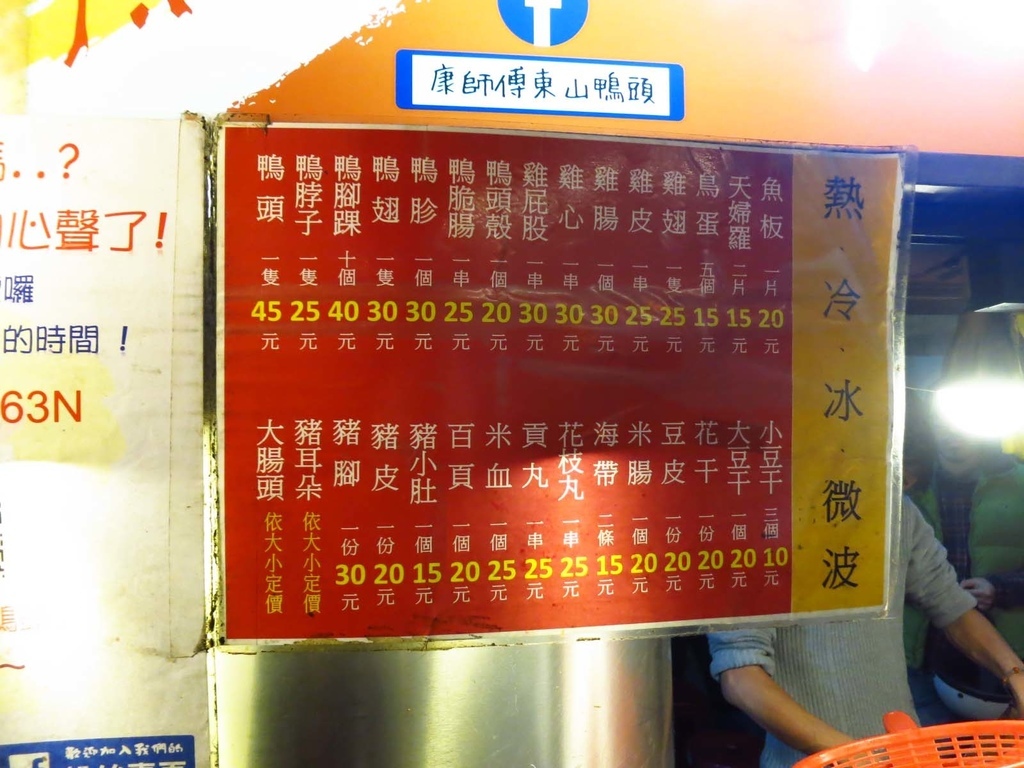 康師傅東山鴨頭
熱.冷.冰.微波
魚板 一片 20元
天婦羅 二片 15元
鳥蛋 五個 15元
雞翅 一隻 25元
雞皮 一串 25元
雞腸 一個 30元
雞心 一串 30元
雞屁股 一串 30元
鴨頭殼 一個 20元
鴨脆腸 一串 25元
鴨胗 一個 30元
鴨翅 一隻 30元
鴨腳踝 十個 40元
鴨脖子 一隻 25元
鴨頭 一隻 45元
小豆干 三個 10元
大豆干 一個 20元
花干 一份 20元
豆皮 一份 20元
米腸 一個 20元
海帶 二條 15元
花枝丸 一串 25元
貢丸 一串 25元
米血 一個 25元
百頁 一個 20元
豬小肚 一個 15元
豬皮 一份 20元
豬腳 一份 30元
豬耳朵 依大小定價
大腸頭 依大小定價
..?
心聲了!
囉
的時間!
63N
~
歡迎加入我們的